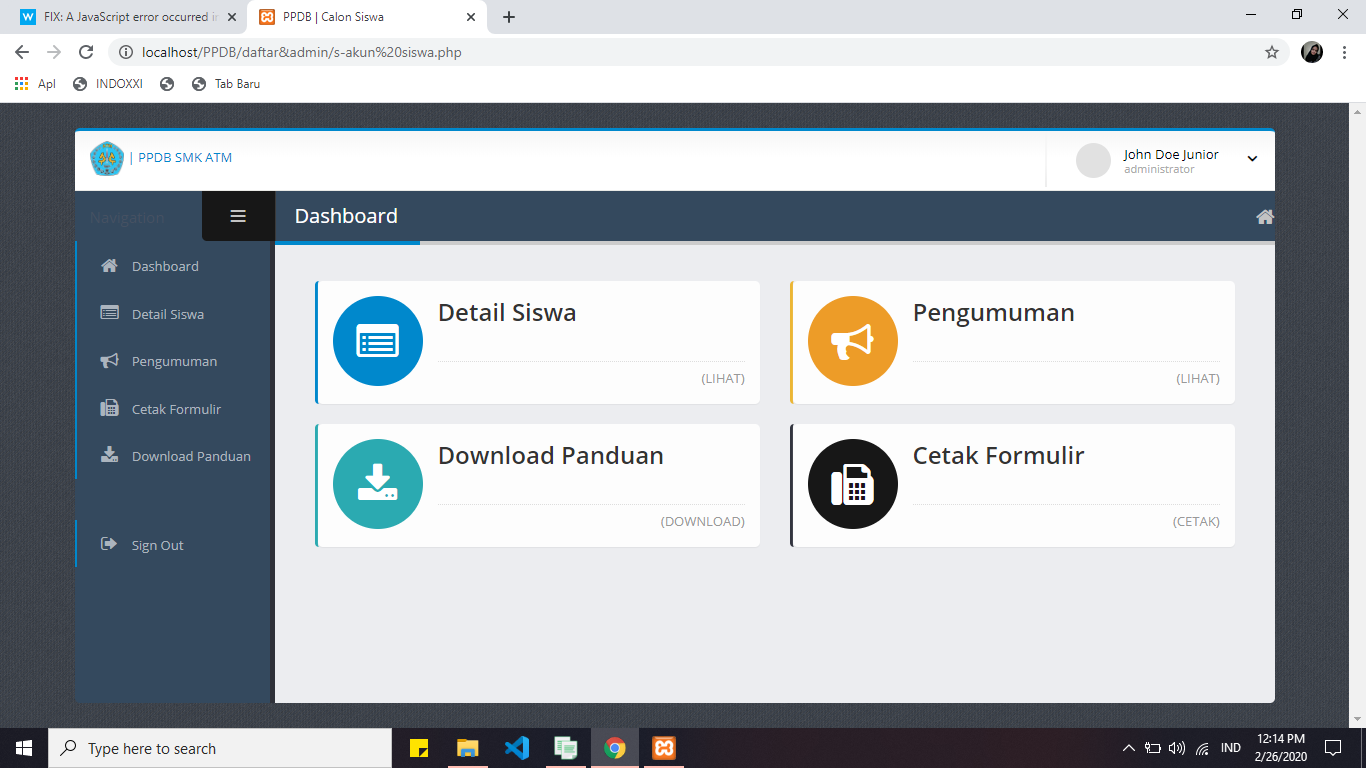 FIX: A JavaScript error occurred in
PPDB | Calon Siswa
localhost/PPDB/daftar&admin/s-akun%20siswa.php
Apl
INDOXXI
Tab Baru
| PPDB SMK ATM
John Doe Junior
administrator
Navigation
Dashboard
Dashboard
Detail Siswa
Pengumuman
Cetak Formulir
Download Panduan
Sign Out
Detail Siswa
(LIHAT)
Pengumuman
(LIHAT)
Download Panduan
(DOWNLOAD)
Cetak Formulir
(CETAK)
Type here to search
IND
12:14 PM
2/26/2020